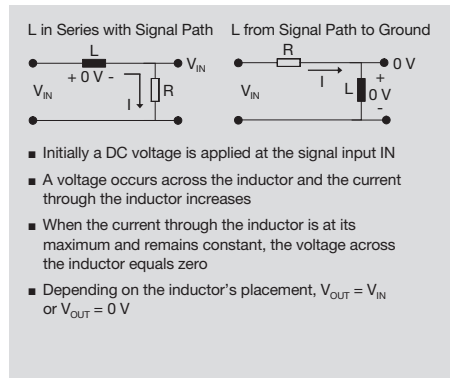 L in Series with Signal Path L from Signal Path to Ground
L
+ 0 V -
V_IN
V_IN
I
R
R
I
V_IN
L
0 V
+
0 V
-
■ Initially a DC voltage is applied at the signal input IN
■ A voltage occurs across the inductor and the current
through the inductor increases
■ When the current through the inductor is at its
maximum and remains constant, the voltage across
the inductor equals zero
■ Depending on the inductor’s placement, V_OUT = V_IN
or V_OUT = 0 V